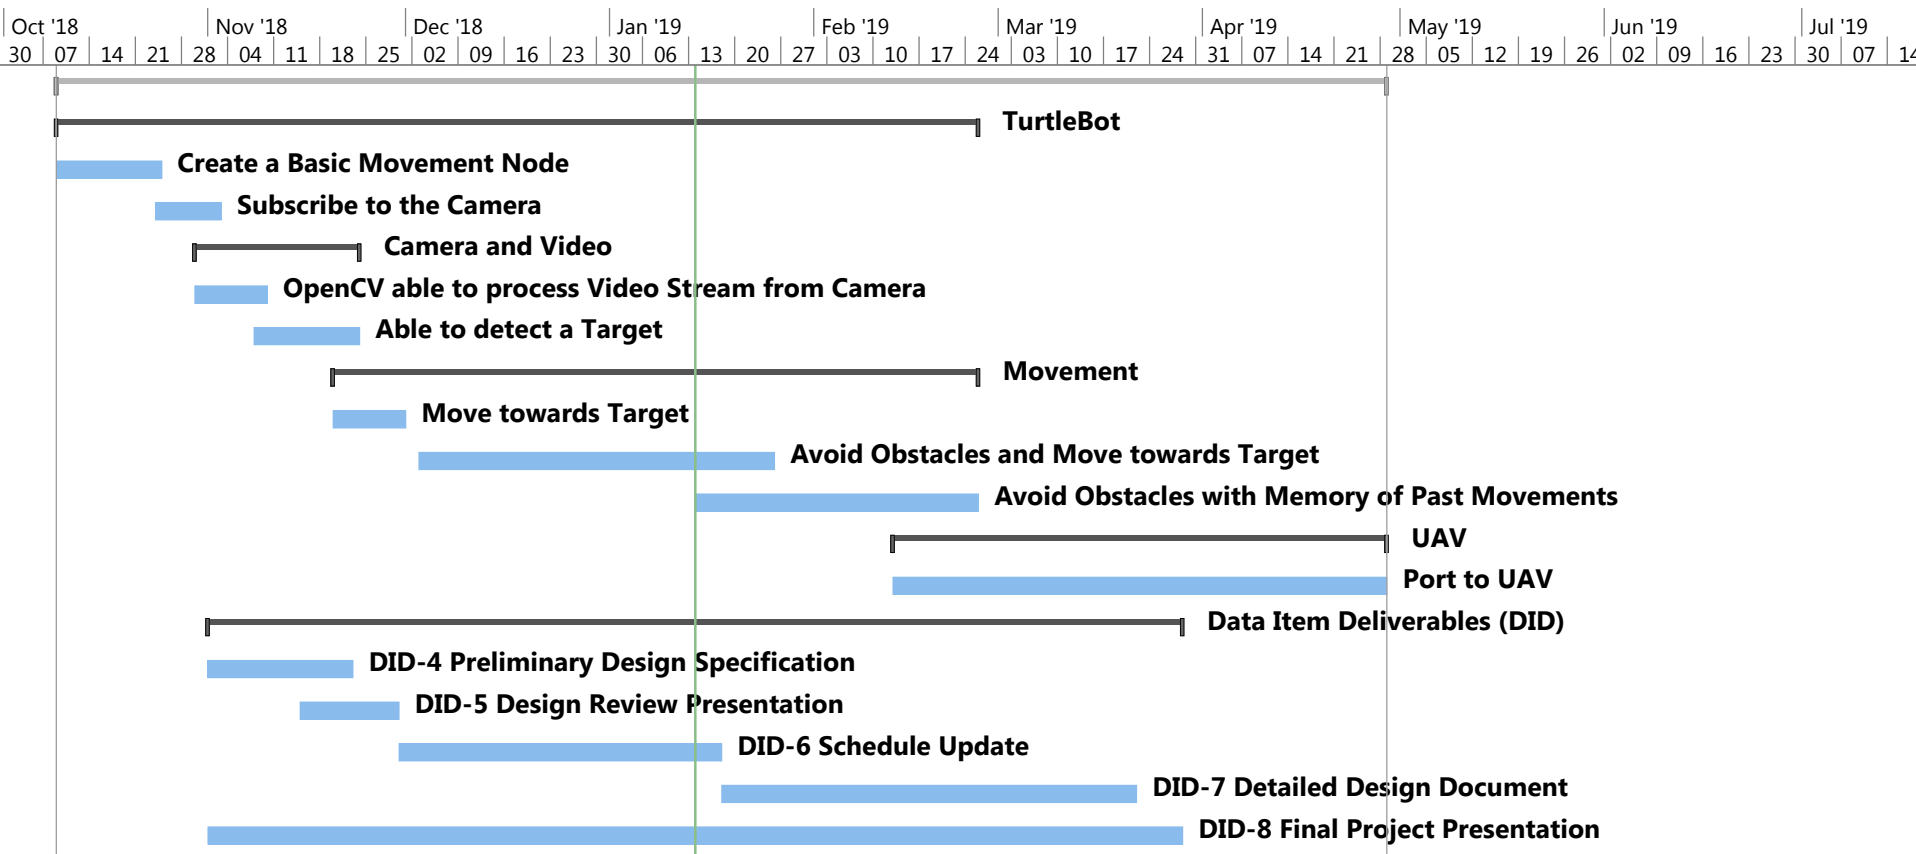 Oct '18 Nov '18 Dec '18 Jan '19 Feb '19 Mar '19 Apr '19 May '19 Jun '19 Jul '19
30 07 14 21 28 04 11 18 25 02 09 16 23 30 06 13 20 27 03 10 17 24 03 10 17 24 31 07 14 21 28 05 12 19 26 02 09 16 23 30 07 14
TurtleBot
Create a Basic Movement Node
Subscribe to the Camera
Camera and Video
OpenCV able to process Video Stream from Camera
Able to detect a Target
Movement
Move towards Target
Avoid Obstacles and Move towards Target
Avoid Obstacles with Memory of Past Movements
UAV
Port to UAV
Data Item Deliverables (DID)
DID-4 Preliminary Design Specification
DID-5 Design Review Presentation
DID-6 Schedule Update
DID-7 Detailed Design Document
DID-8 Final Project Presentation